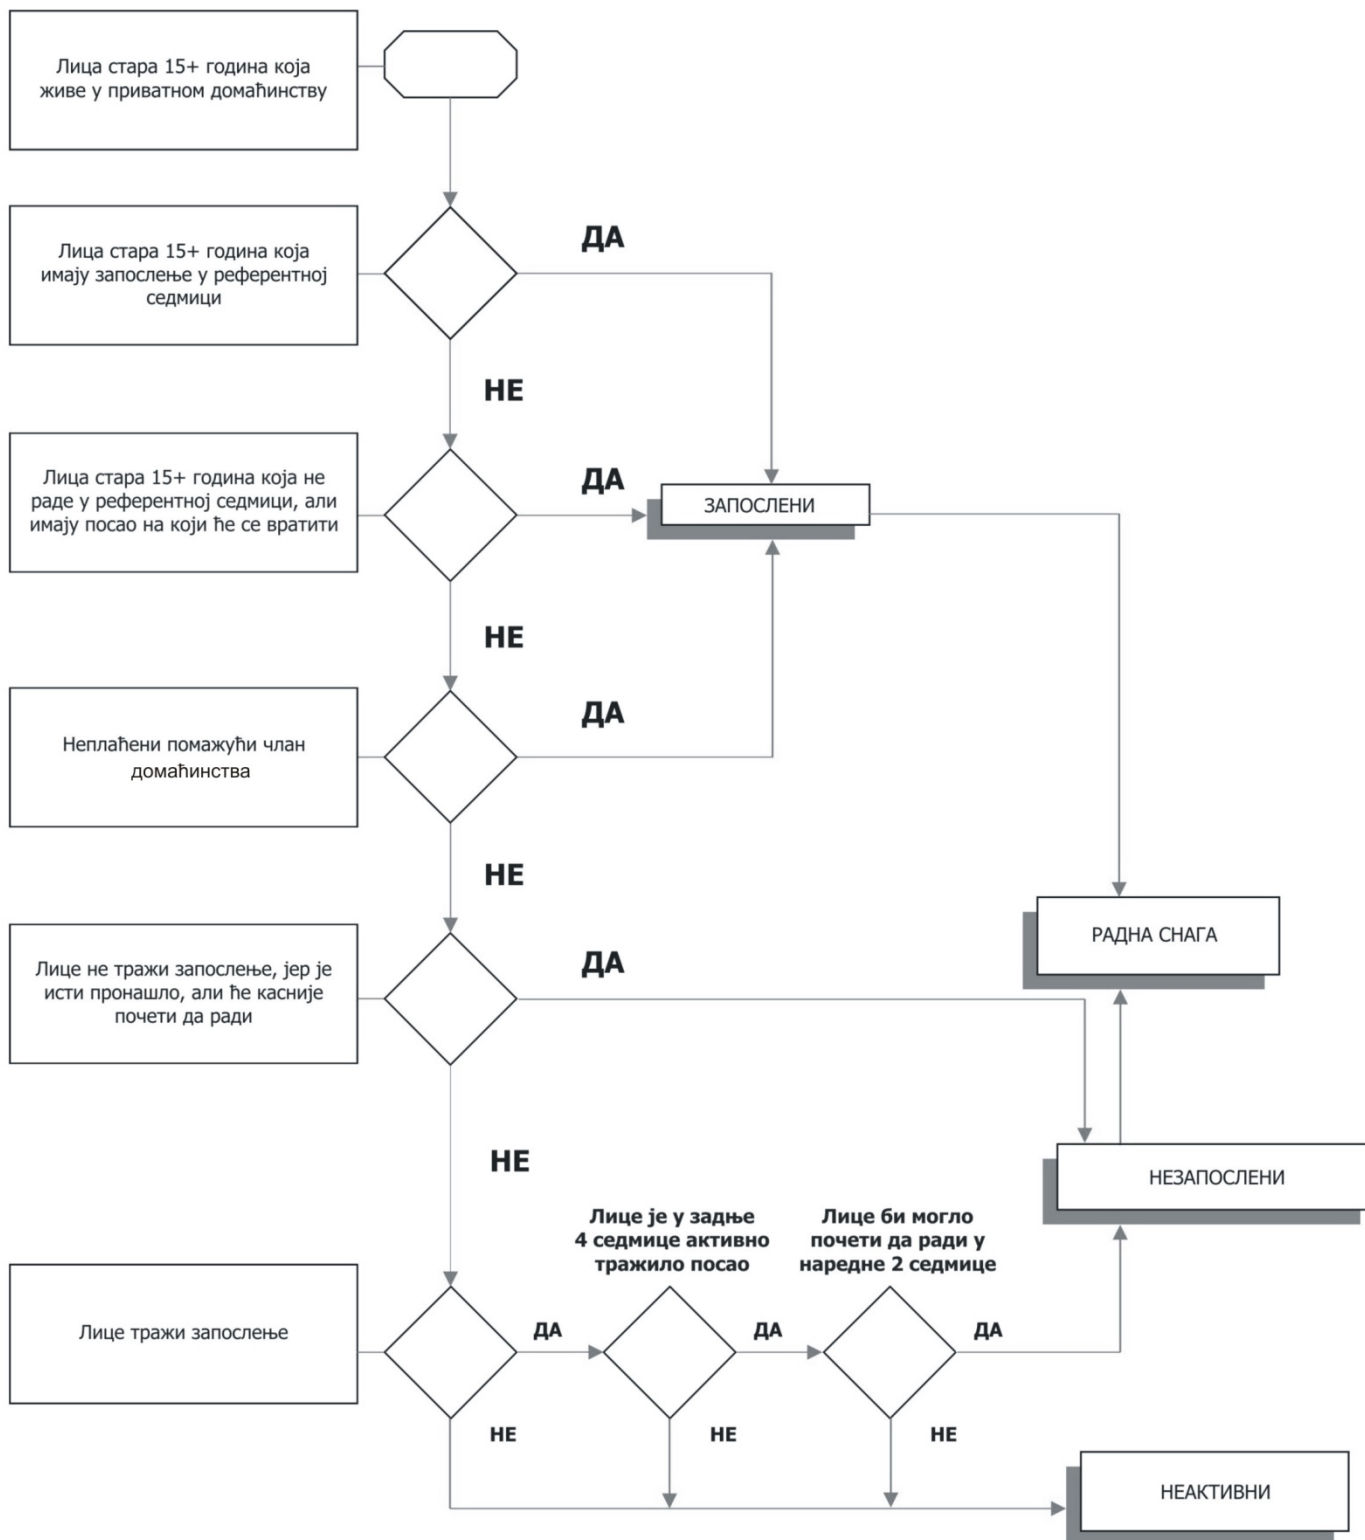 Лица стара 15+ година која
живе у приватном домаћинству
Лица стара 15+ година која
имају запослење у референтној
седмици
ДА
НЕ
Лица стара 15+ година која не
раде у референтној седмици, али
имају посао на који ће се вратити
ДА
ЗАПОСЛЕНИ
НЕ
Неплаћени помажући члан
домаћинства
ДА
НЕ
РАДНА СНАГА
Лице не тражи запослење, јер је
исти пронашло, али ће касније
почети да ради
ДА
НЕ
НЕЗАПОСЛЕНИ
Лице је у задње
4 седмице активно
тражило посао
Лице би могло
почети да ради у
наредне 2 седмице
Лице тражи запослење
ДА
ДА
ДА
НЕ
НЕ
НЕ
НЕАКТИВНИ